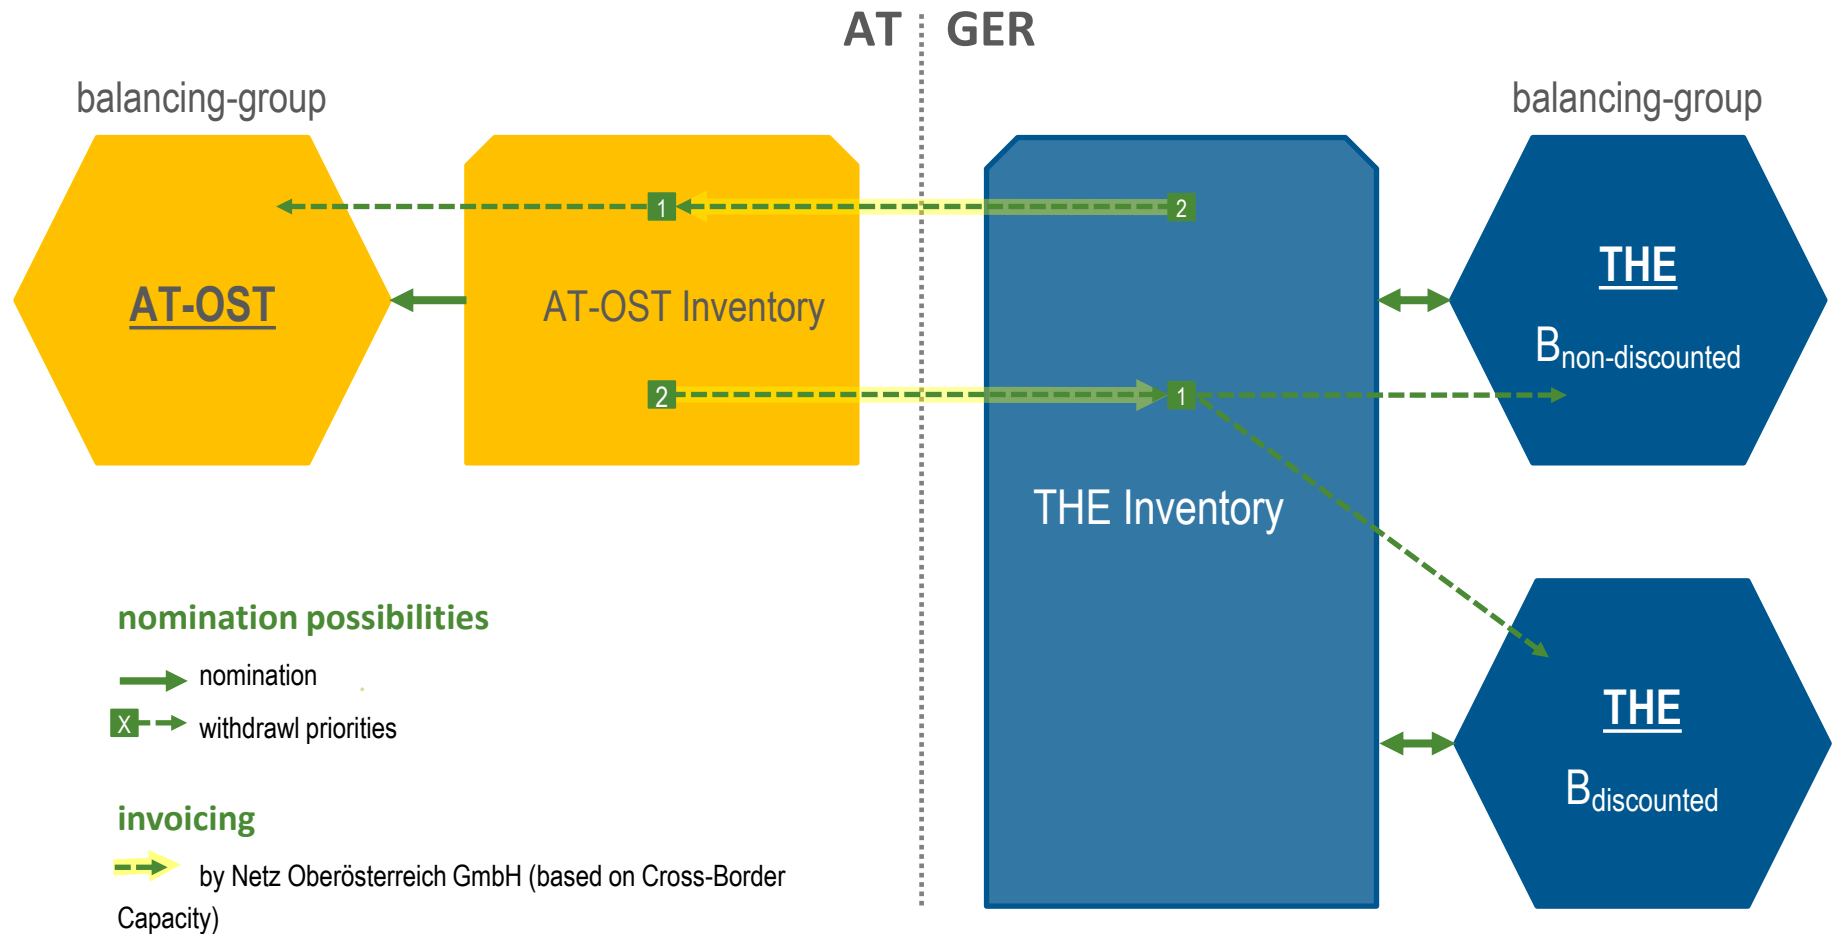 AT GER
balancing-group
balancing-group
1
2
THE
AT-OST
AT-OST Inventory
Bnon-discounted
2
1
THE Inventory
nomination possibilities
nomination
X
withdrawl priorities
THE
Bdiscounted
invoicing
by Netz Oberösterreich GmbH (based on Cross-Border
Capacity)